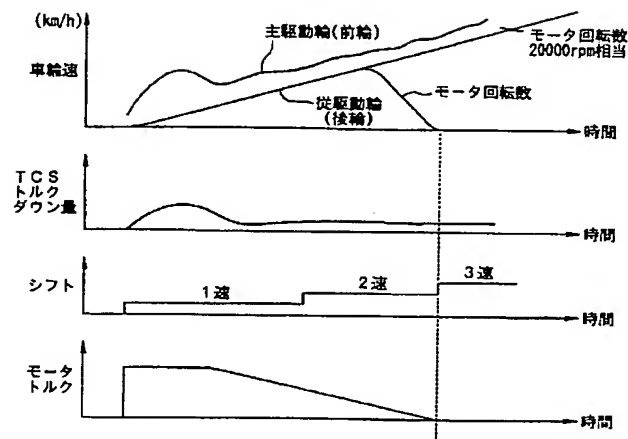 (km/h)
車輪速
主駆動輪(前輪)
従駆動輪
(後輪)
モータ回転数
モータ回転数
20000rpm相当
時間
TCS
トルク
ダウン量
時間
シフト
1速
2速
3速
時間
モータ
トルク
時間